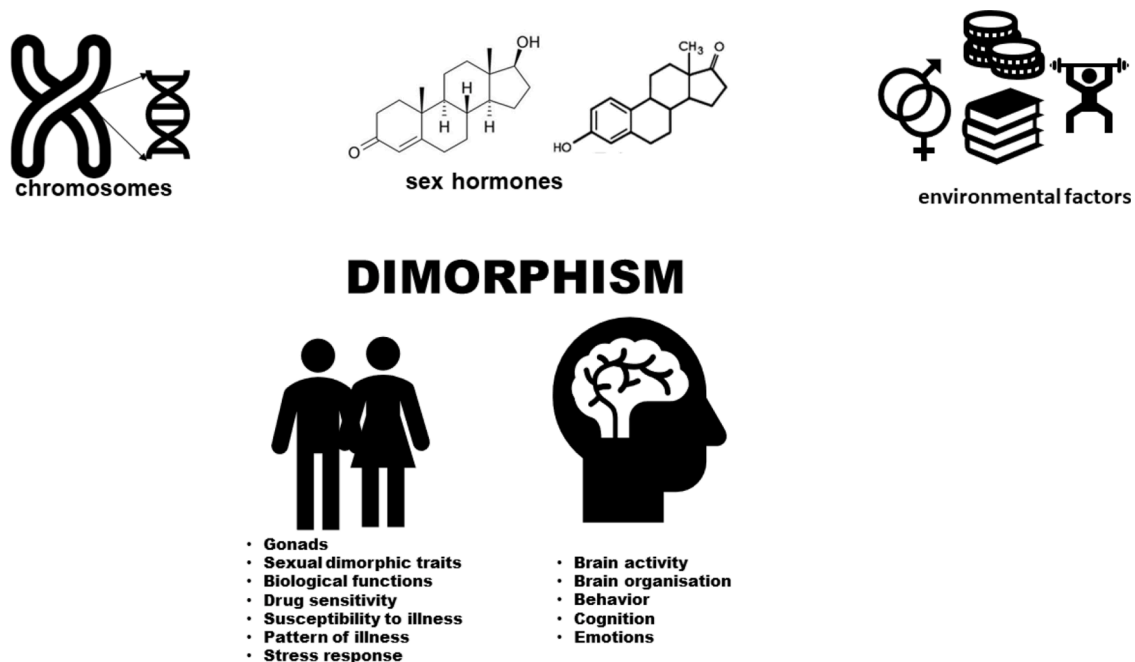 OH
H
H
H
O
CH3
O
HO
chromosomes
sex hormones
environmental factors
DIMORPHISM
• Gonads
• Sexual dimorphic traits
• Biological functions
• Drug sensitivity
• Susceptibility to illness
• Pattern of illness
• Stress response
• Brain activity
• Brain organisation
• Behavior
• Cognition
• Emotions